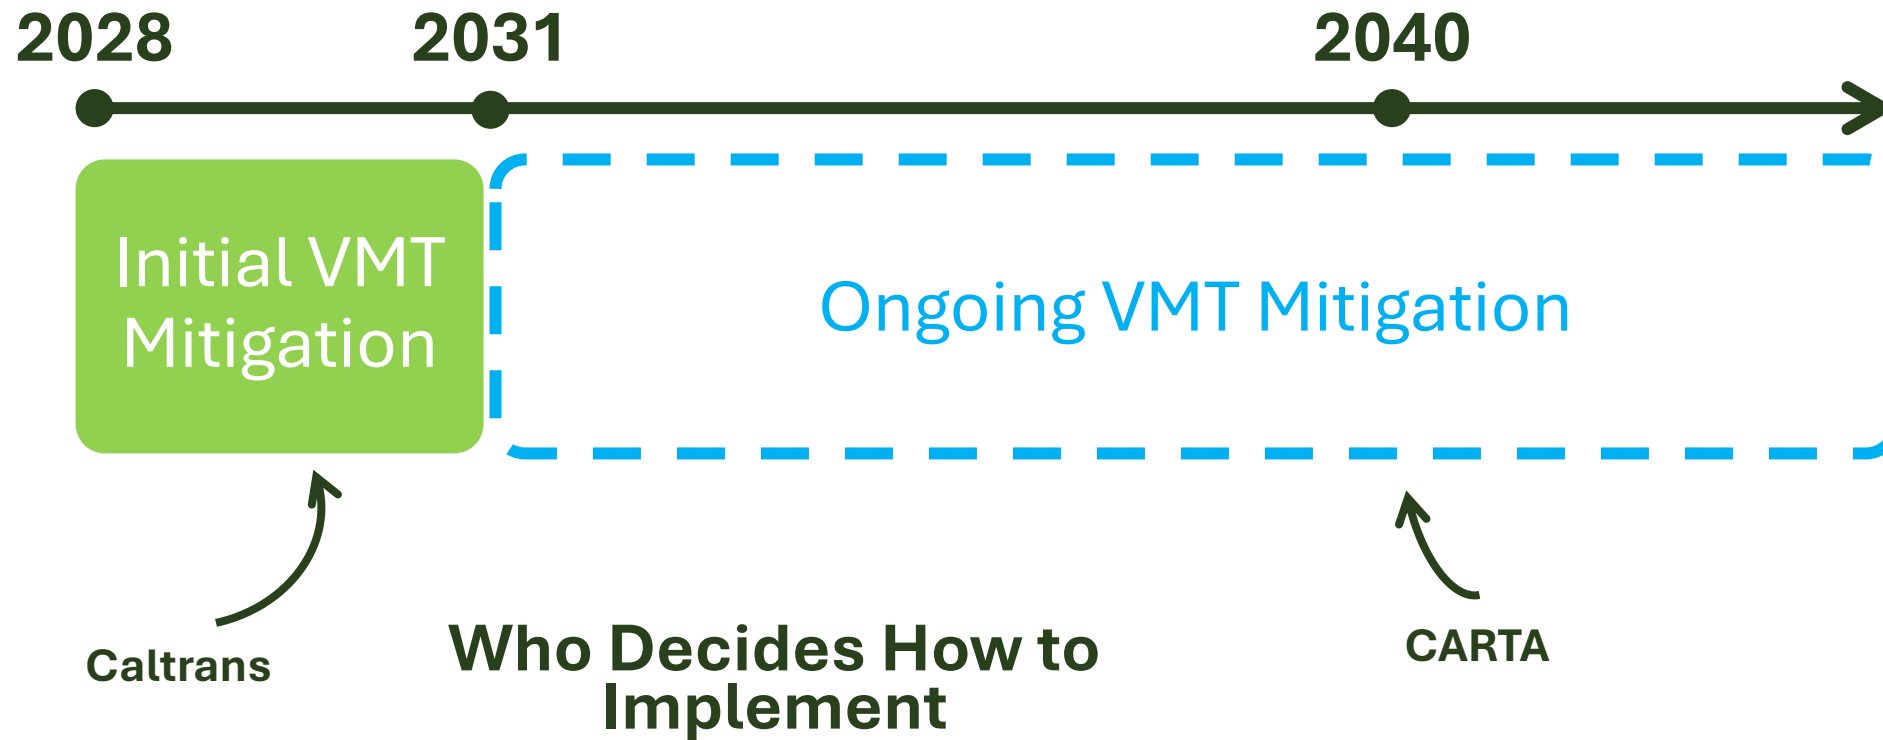 2028 2031 2040
Initial VMT
Mitigation
Ongoing VMT Mitigation
Caltrans
Who Decides How to
Implement
CARTA